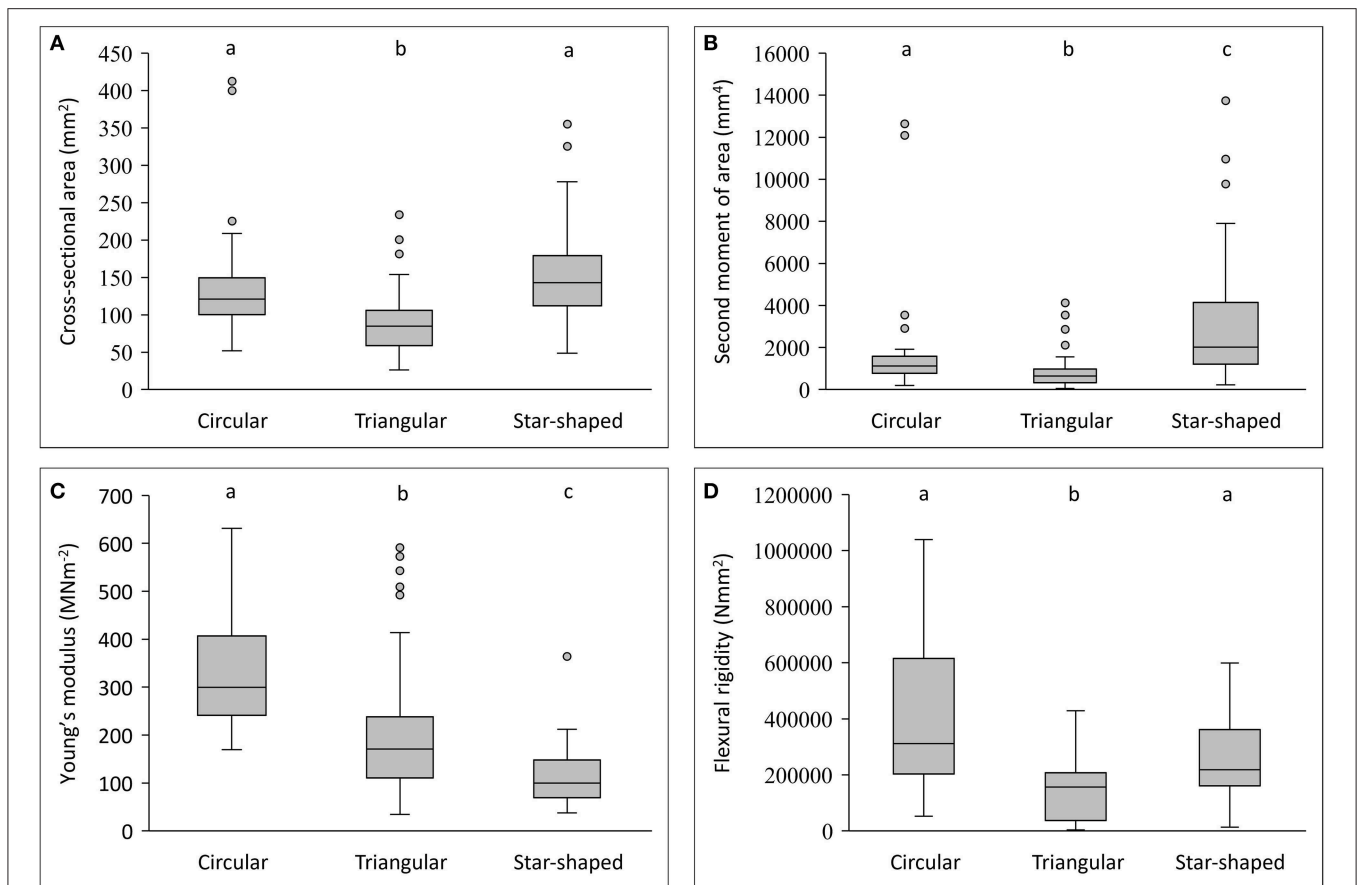 A
a b a
450
400
350
300
250
200
150
100
50
0
Cross-sectional area (mm²)
Circular Triangular Star-shaped
B
a b c
16000
14000
12000
10000
8000
6000
4000
2000
0
Second moment of area (mm⁴)
Circular Triangular Star-shaped
C
a b c
700
600
500
400
300
200
100
0
Young's modulus (MNm⁻²)
Circular Triangular Star-shaped
D
a b a
1200000
1000000
800000
600000
400000
200000
0
Flexural rigidity (Nmm²)
Circular Triangular Star-shaped